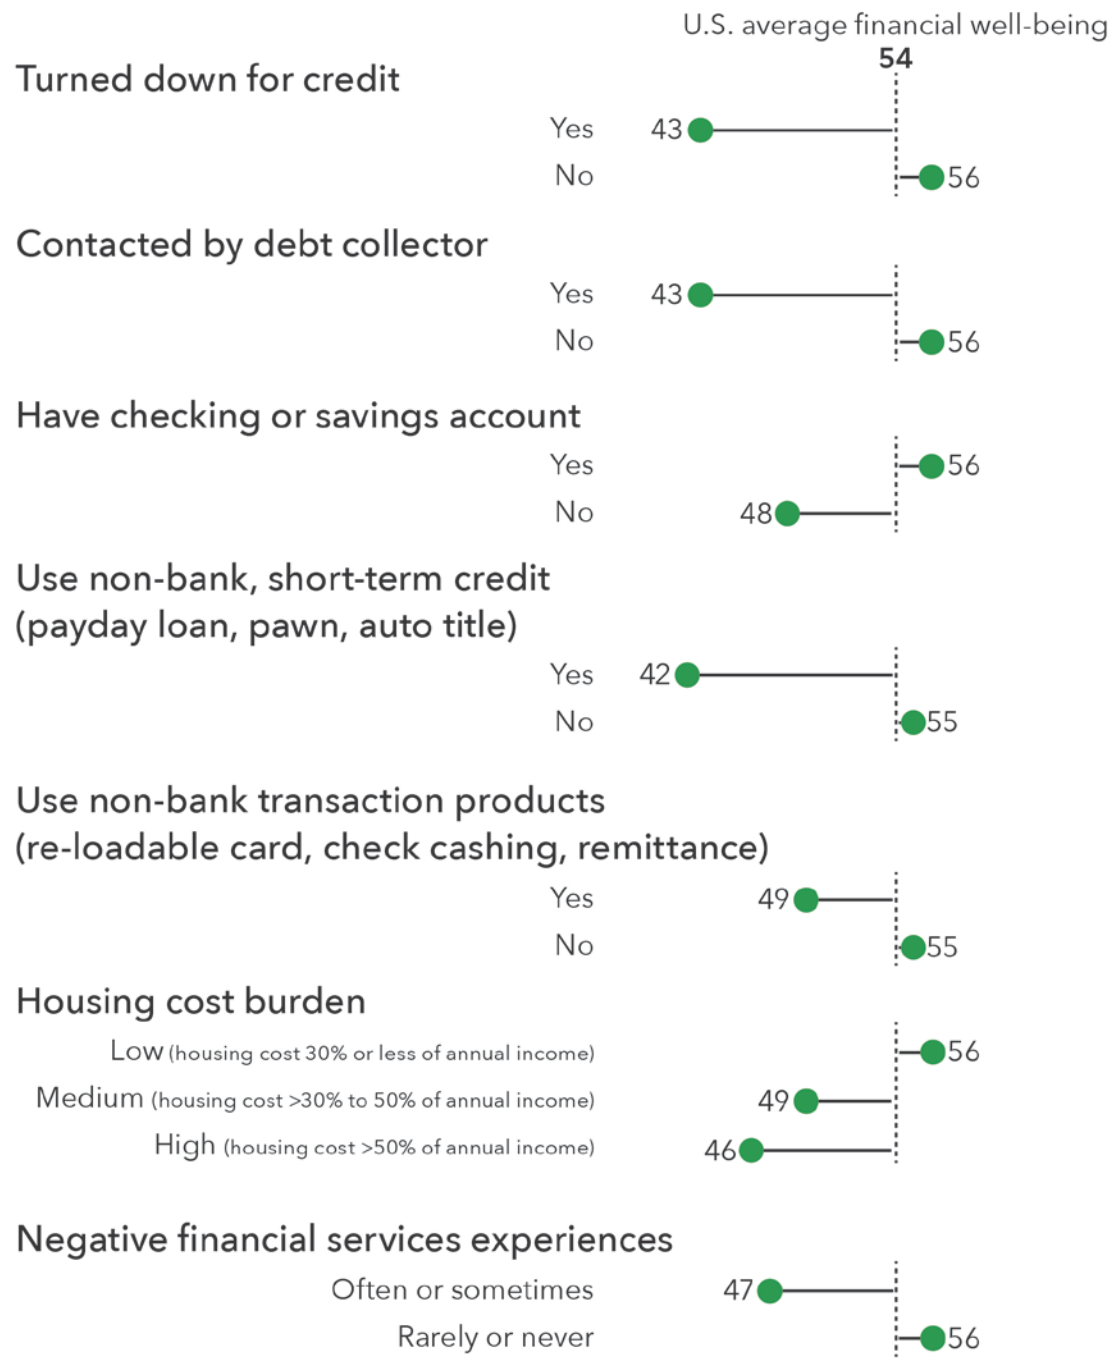 U.S. average financial well-being
54
Turned down for credit
Yes 43
No 56
Contacted by debt collector
Yes 43
No 56
Have checking or savings account
Yes 56
No 48
Use non-bank, short-term credit
(payday loan, pawn, auto title)
Yes 42
No 55
Use non-bank transaction products
(re-loadable card, check cashing, remittance)
Yes 49
No 55
Housing cost burden
Low (housing cost 30% or less of annual income) 56
Medium (housing cost >30% to 50% of annual income) 49
High (housing cost >50% of annual income) 46
Negative financial services experiences
Often or sometimes 47
Rarely or never 56